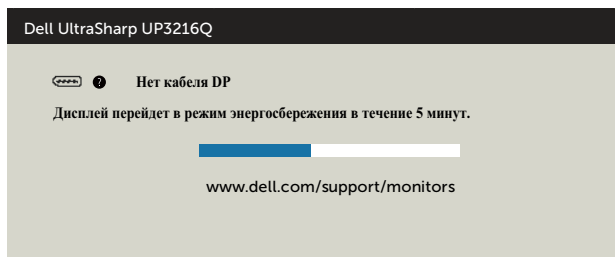 Dell UltraSharp UP3216Q
? Нет кабеля DP
Дисплей перейдет в режим энергосбережения в течение 5 минут.
www.dell.com/support/monitors